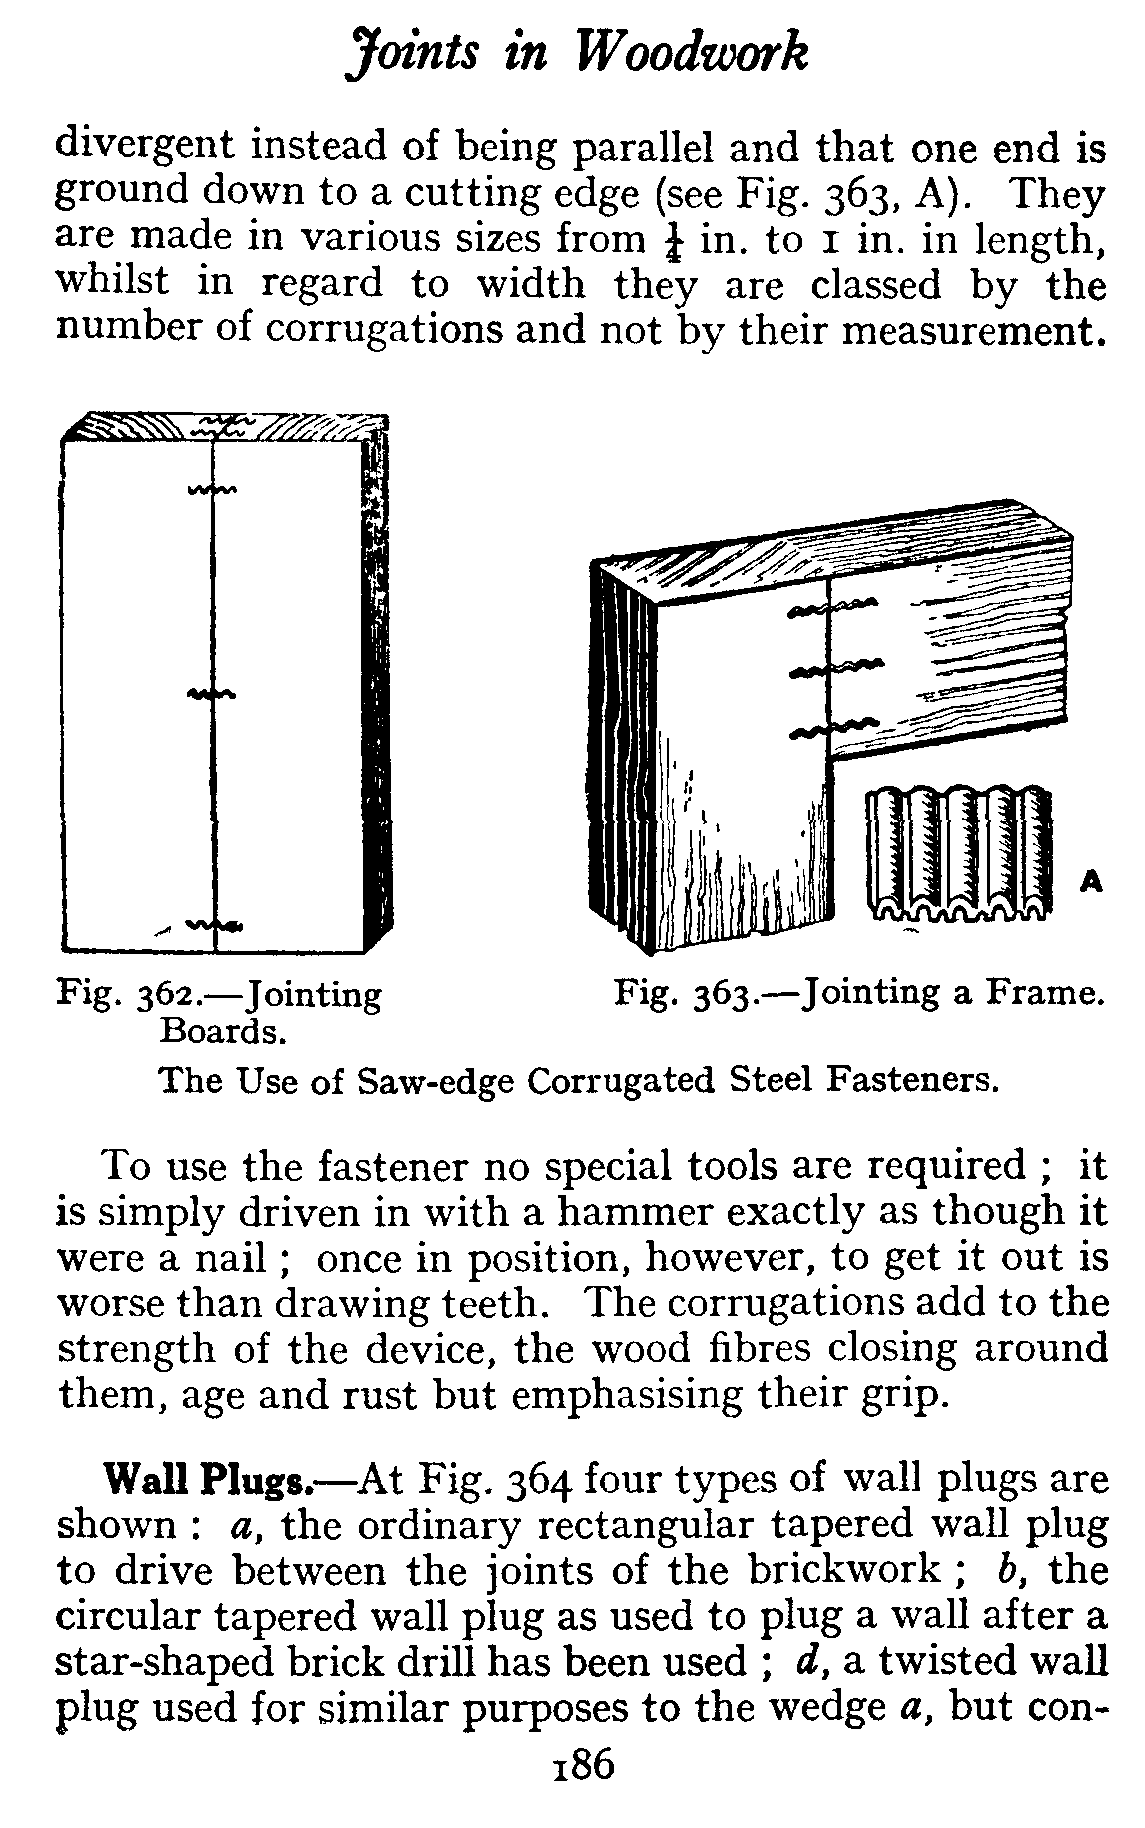 Joints in Woodwork
divergent instead of being parallel and that one end is
ground down to a cutting edge (see Fig. 363, A). They
are made in various sizes from ¼ in. to 1 in. in length,
whilst in regard to width they are classed by the
number of corrugations and not by their measurement.
A
Fig. 362.—Jointing
Boards.
Fig. 363.—Jointing a Frame.
The Use of Saw-edge Corrugated Steel Fasteners.
To use the fastener no special tools are required ; it
is simply driven in with a hammer exactly as though it
were a nail ; once in position, however, to get it out is
worse than drawing teeth. The corrugations add to the
strength of the device, the wood fibres closing around
them, age and rust but emphasising their grip.
Wall Plugs.—At Fig. 364 four types of wall plugs are
shown : a, the ordinary rectangular tapered wall plug
to drive between the joints of the brickwork ; b, the
circular tapered wall plug as used to plug a wall after a
star-shaped brick drill has been used ; d, a twisted wall
plug used for similar purposes to the wedge a, but con-
186